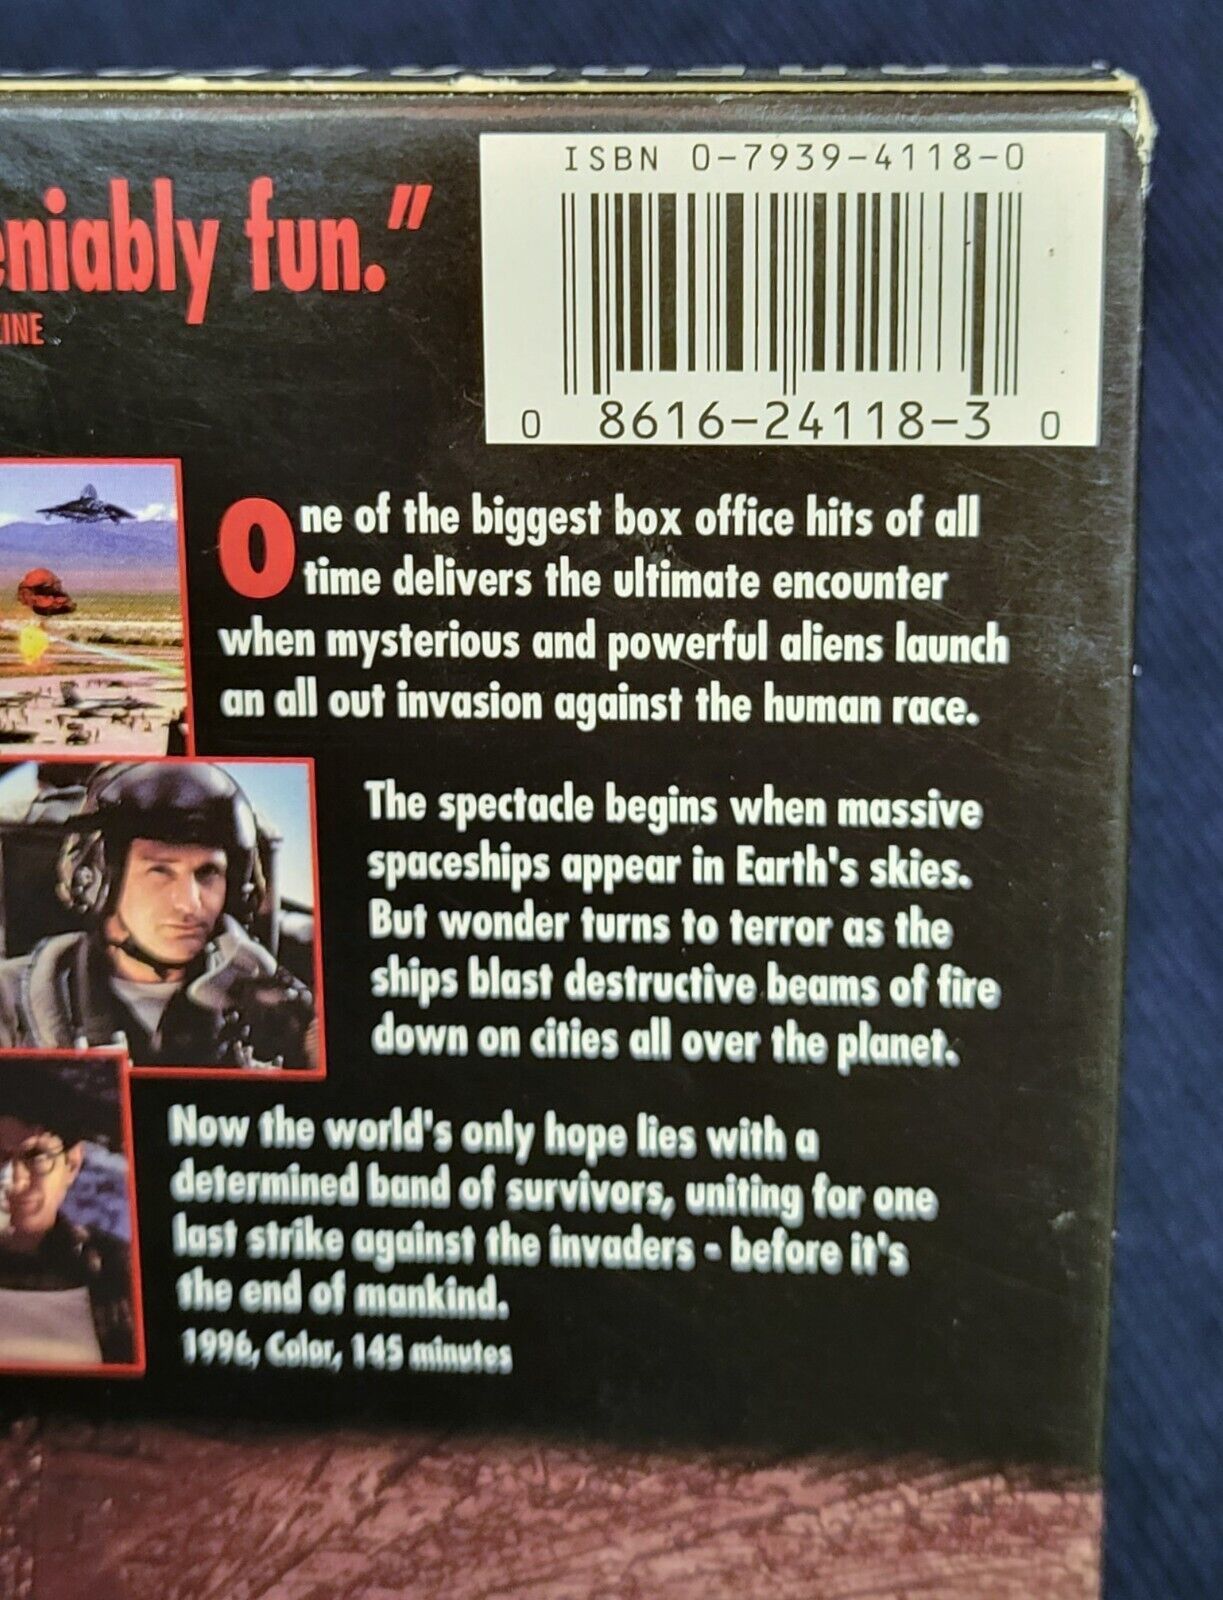 ISBN 0-7939-4118-0
eniably fun.”
ZINE
0 8616-24118-3 0
One of the biggest box office hits of all
time delivers the ultimate encounter
when mysterious and powerful aliens launch
an all out invasion against the human race.
The spectacle begins when massive
spaceships appear in Earth's skies.
But wonder turns to terror as the
ships blast destructive beams of fire
down on cities all over the planet.
Now the world's only hope lies with a
determined band of survivors, uniting for one
last strike against the invaders - before it's
the end of mankind.
1996, Color, 145 minutes